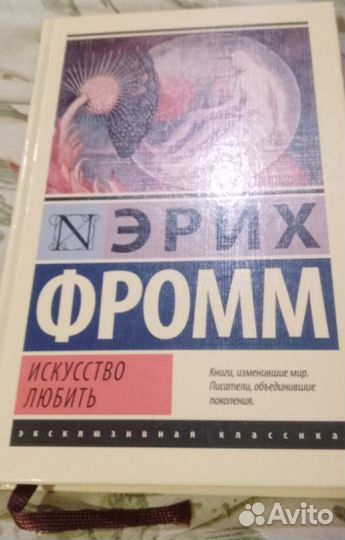 N
ЭРИХ
ФРОММ
ИСКУССТВО
ЛЮБИТЬ
Книги, изменившие мир.
Писатели, объединившие
поколения.
эксклюзивная классика
Avito